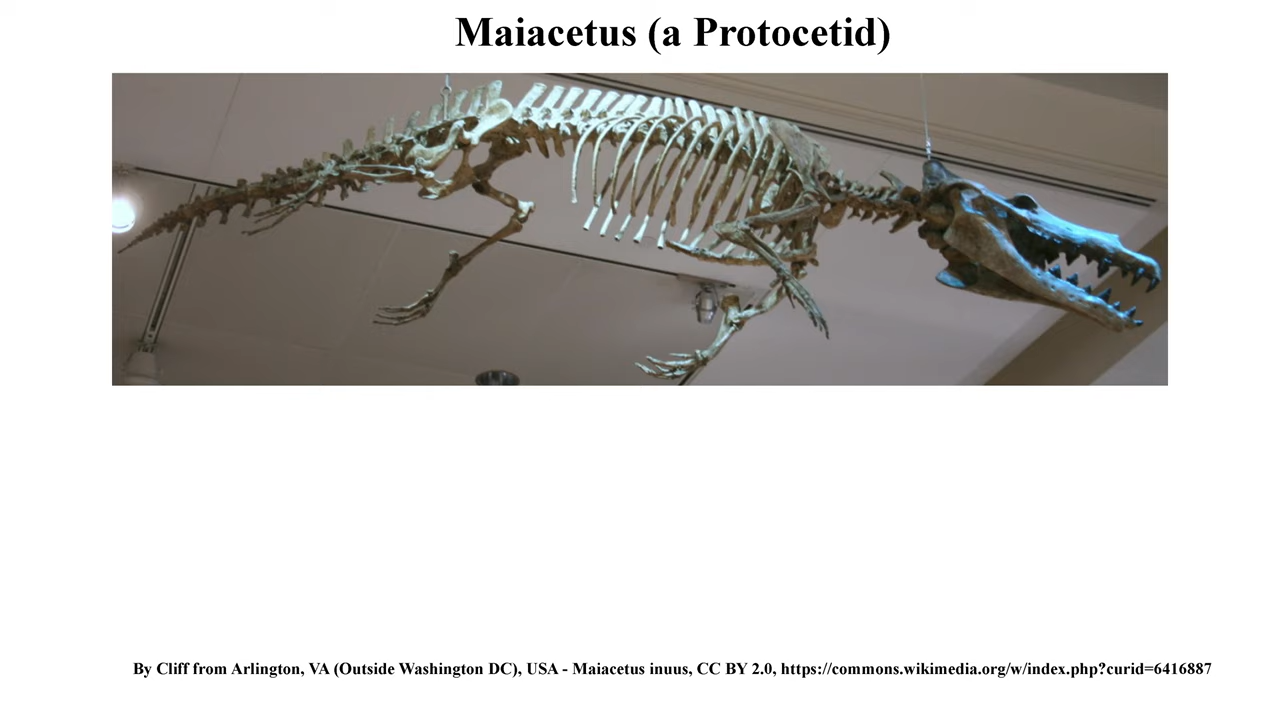 Maiacetus (a Protocetid)
By Cliff from Arlington, VA (Outside Washington DC), USA - Maiacetus inuus, CC BY 2.0, https://commons.wikimedia.org/w/index.php?curid=6416887